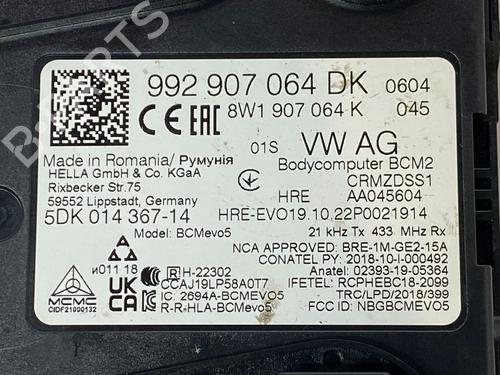 992 907 064 DK 0604
8W1 907 064 K 045
CE EAC
01S VW AG
Made in Romania/ Румунія
Bodycomputer BCM2
HELLA GmbH & Co. KGaA
CRMZDSS1
Rixbecker Str.75
HRE AA045604
59552 Lippstadt, Germany
5DK 014 367-14 HRE-EVO19.10.22P0021914
Model: BCMevo5
21 kHz Tx 433 MHz Rx
NCA APPROVED: BRE-1M-GE2-15A
CONATEL PY: 2018-10-I-000492
И011 18
R H-22302
Anatel: 02393-19-05364
CCAJ19LP58A0T7
IFETEL: RCPHEBC18-2099
MCMC
UK CA
IC: 2694A-BCMEVO5
TRC/LPD/2018/399
CIDF21000132
R-R-HLA-BCMEVO5
FCC ID: NBGBCMEVO5